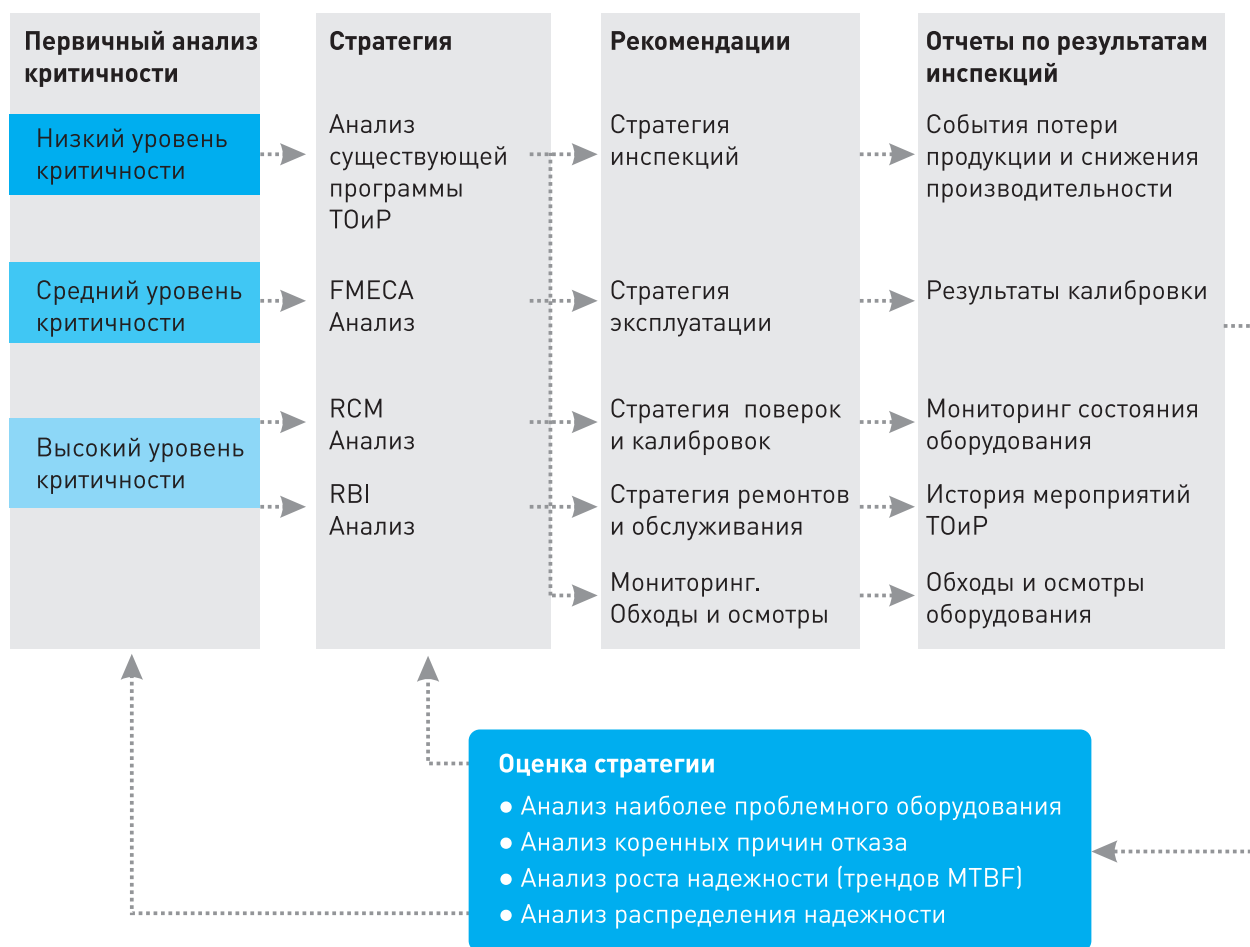 Первичный анализ
критичности
Низкий уровень
критичности
Средний уровень
критичности
Высокий уровень
критичности
Стратегия
Анализ
существующей
программы
ТОиР
FMECA
Анализ
RCM
Анализ
RBI
Анализ
Рекомендации
Стратегия
инспекций
Стратегия
эксплуатации
Стратегия поверок
и калибровок
Стратегия ремонтов
и обслуживания
Мониторинг.
Обходы и осмотры
Отчеты по результатам
инспекций
События потери
продукции и снижения
производительности
Результаты калибровки
Мониторинг состояния
оборудования
История мероприятий
ТОиР
Обходы и осмотры
оборудования
Оценка стратегии
● Анализ наиболее проблемного оборудования
● Анализ коренных причин отказа
● Анализ роста надежности (трендов MTBF)
● Анализ распределения надежности